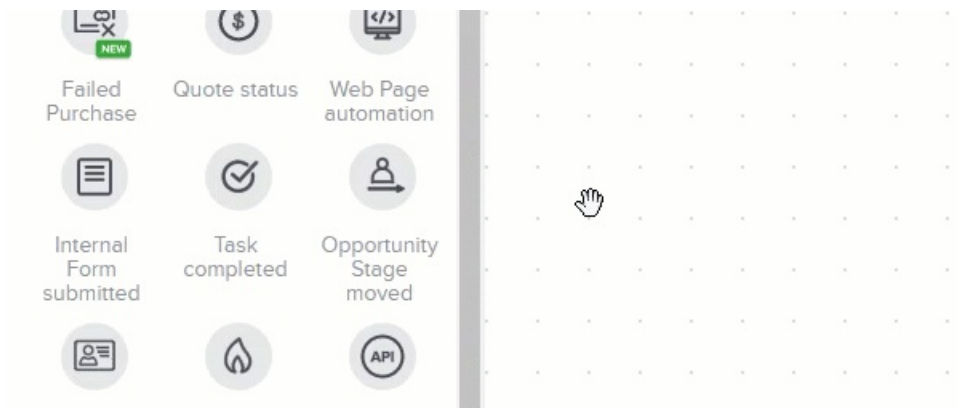 NEW
Failed
Purchase
Quote status
Web Page
automation
Internal
Form
submitted
Task
completed
Opportunity
Stage
moved
API